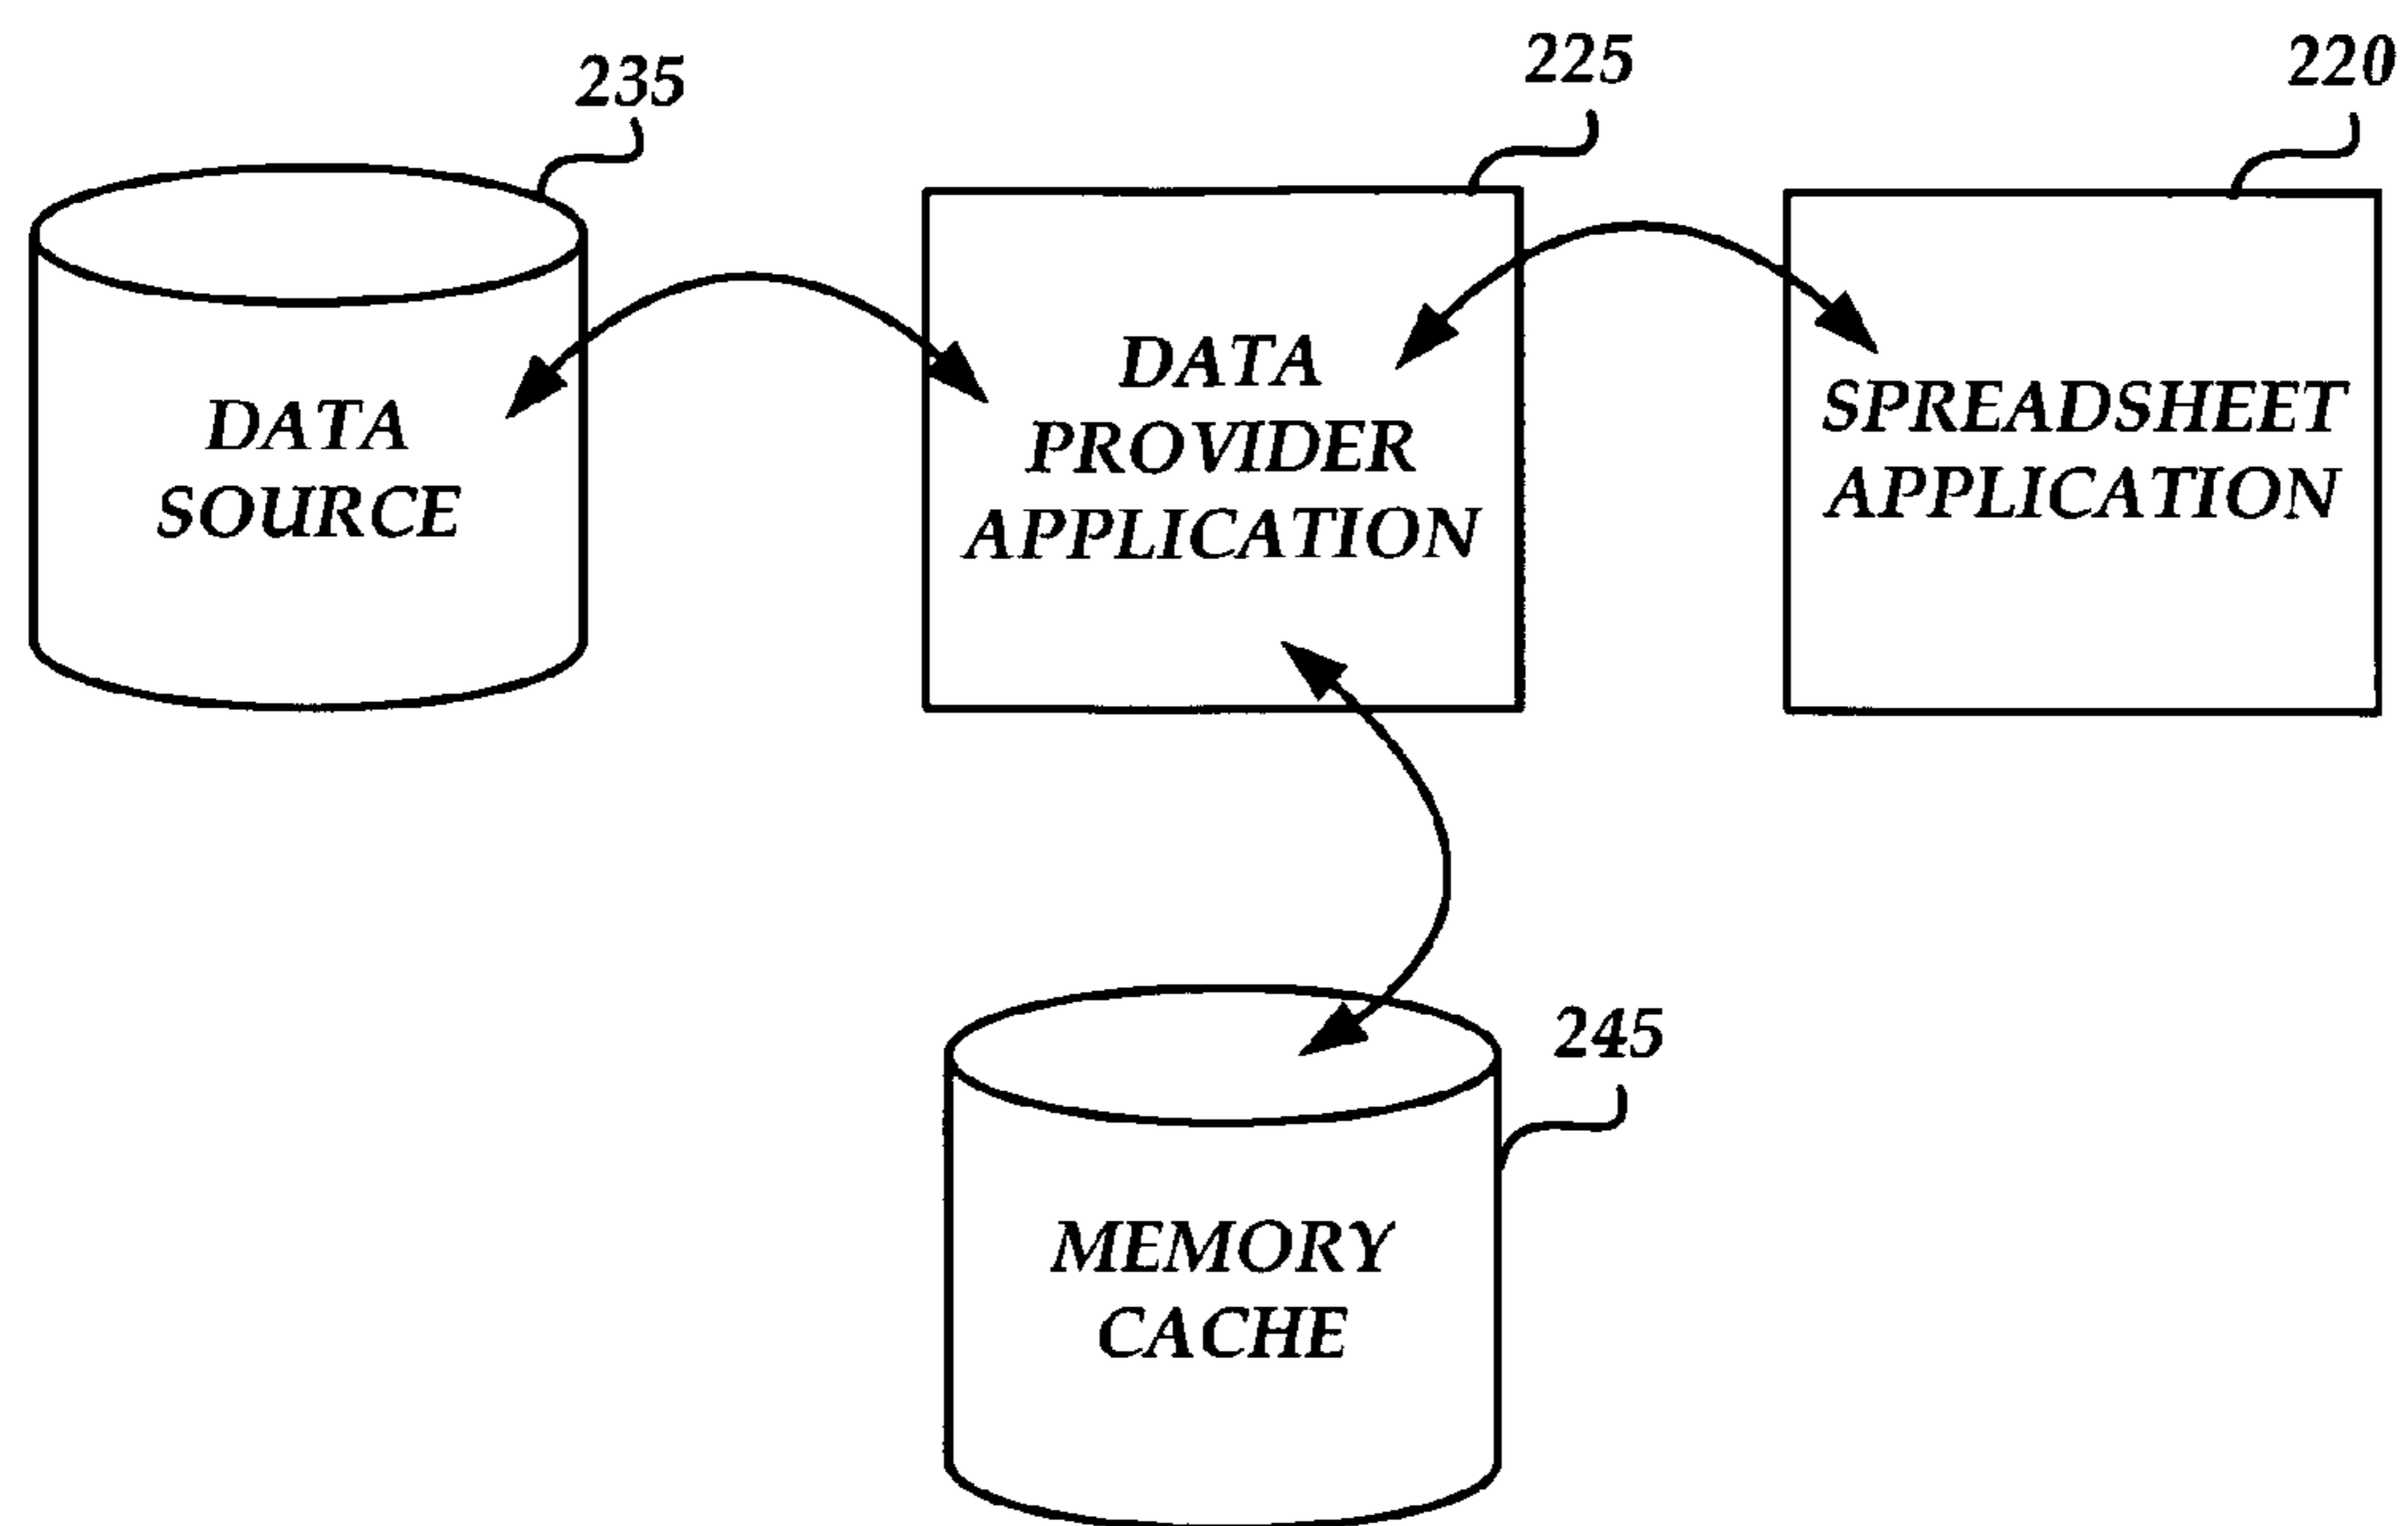 235
225
220
DATA
SOURCE
DATA
PROVIDER
APPLICATION
SPREADSHEET
APPLICATION
245
MEMORY
CACHE